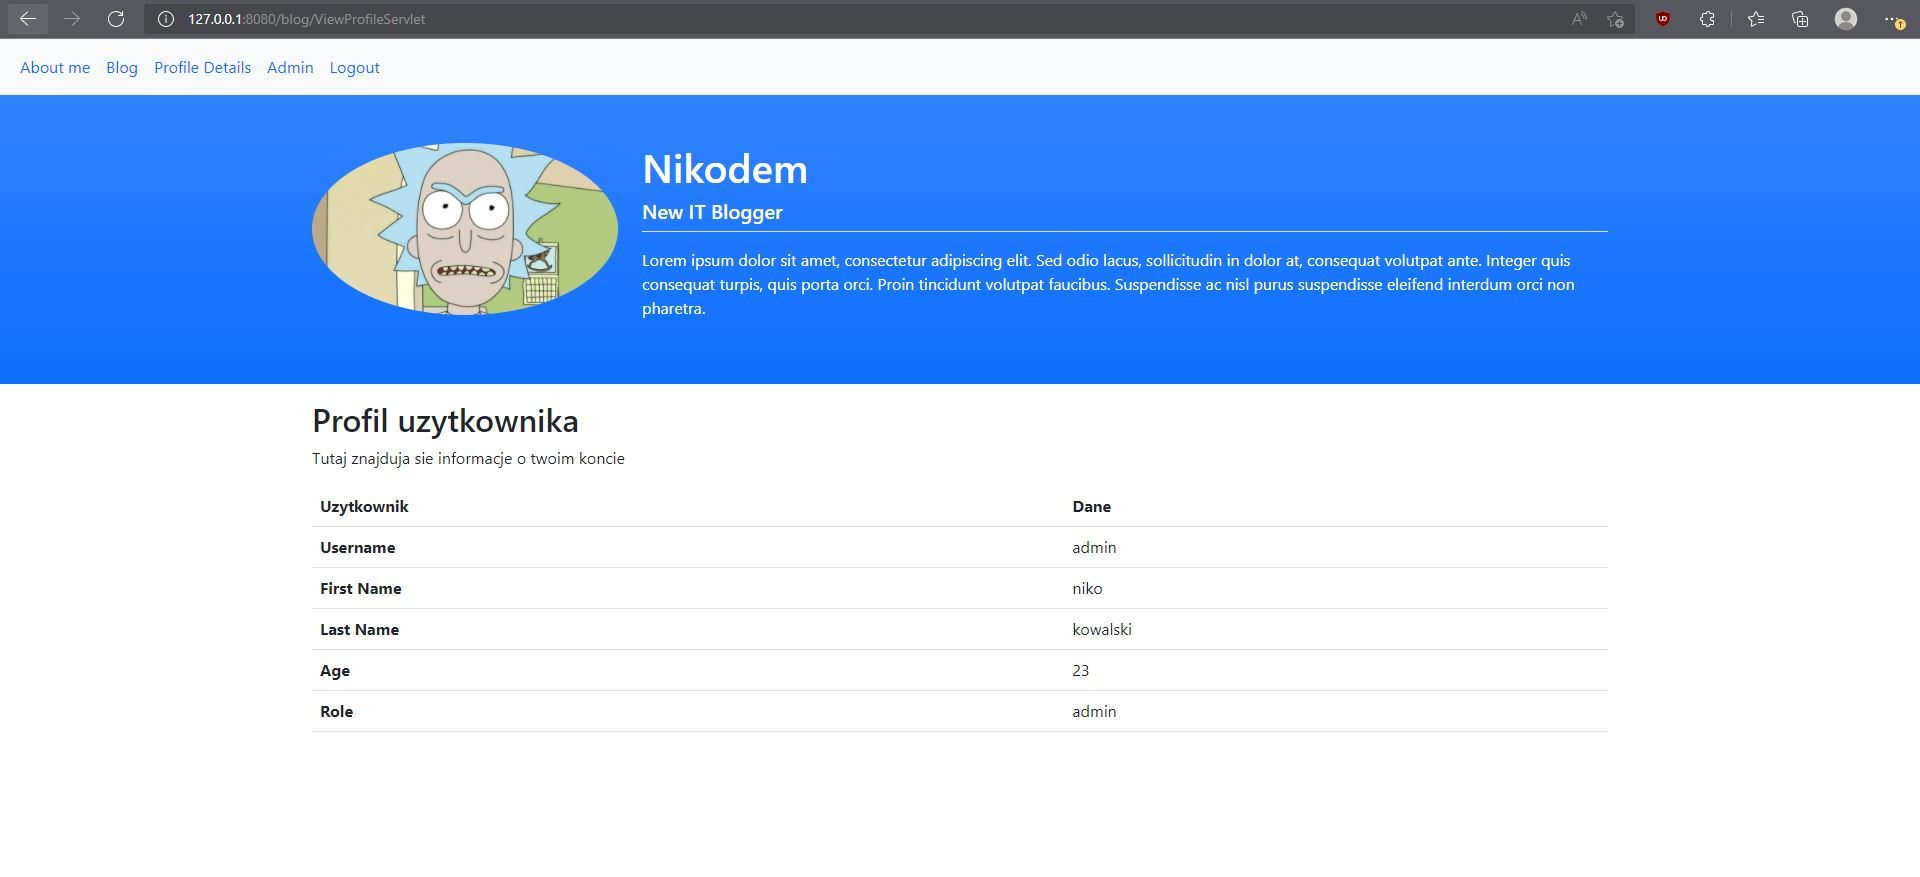 127.0.0.1:8080/blog/ViewProfileServlet
About me Blog Profile Details Admin Logout
Nikodem
New IT Blogger
Lorem ipsum dolor sit amet, consectetur adipiscing elit. Sed odio lacus, sollicitudin in dolor at, consequat volutpat ante. Integer quis
consequat turpis, quis porta orci. Proin tincidunt volutpat faucibus. Suspendisse ac nisl purus suspendisse eleifend interdum orci non
pharetra.
Profil uzytkownika
Tutaj znajduja sie informacje o twoim koncie
Uzytkownik Dane
Username admin
First Name niko
Last Name kowalski
Age 23
Role admin